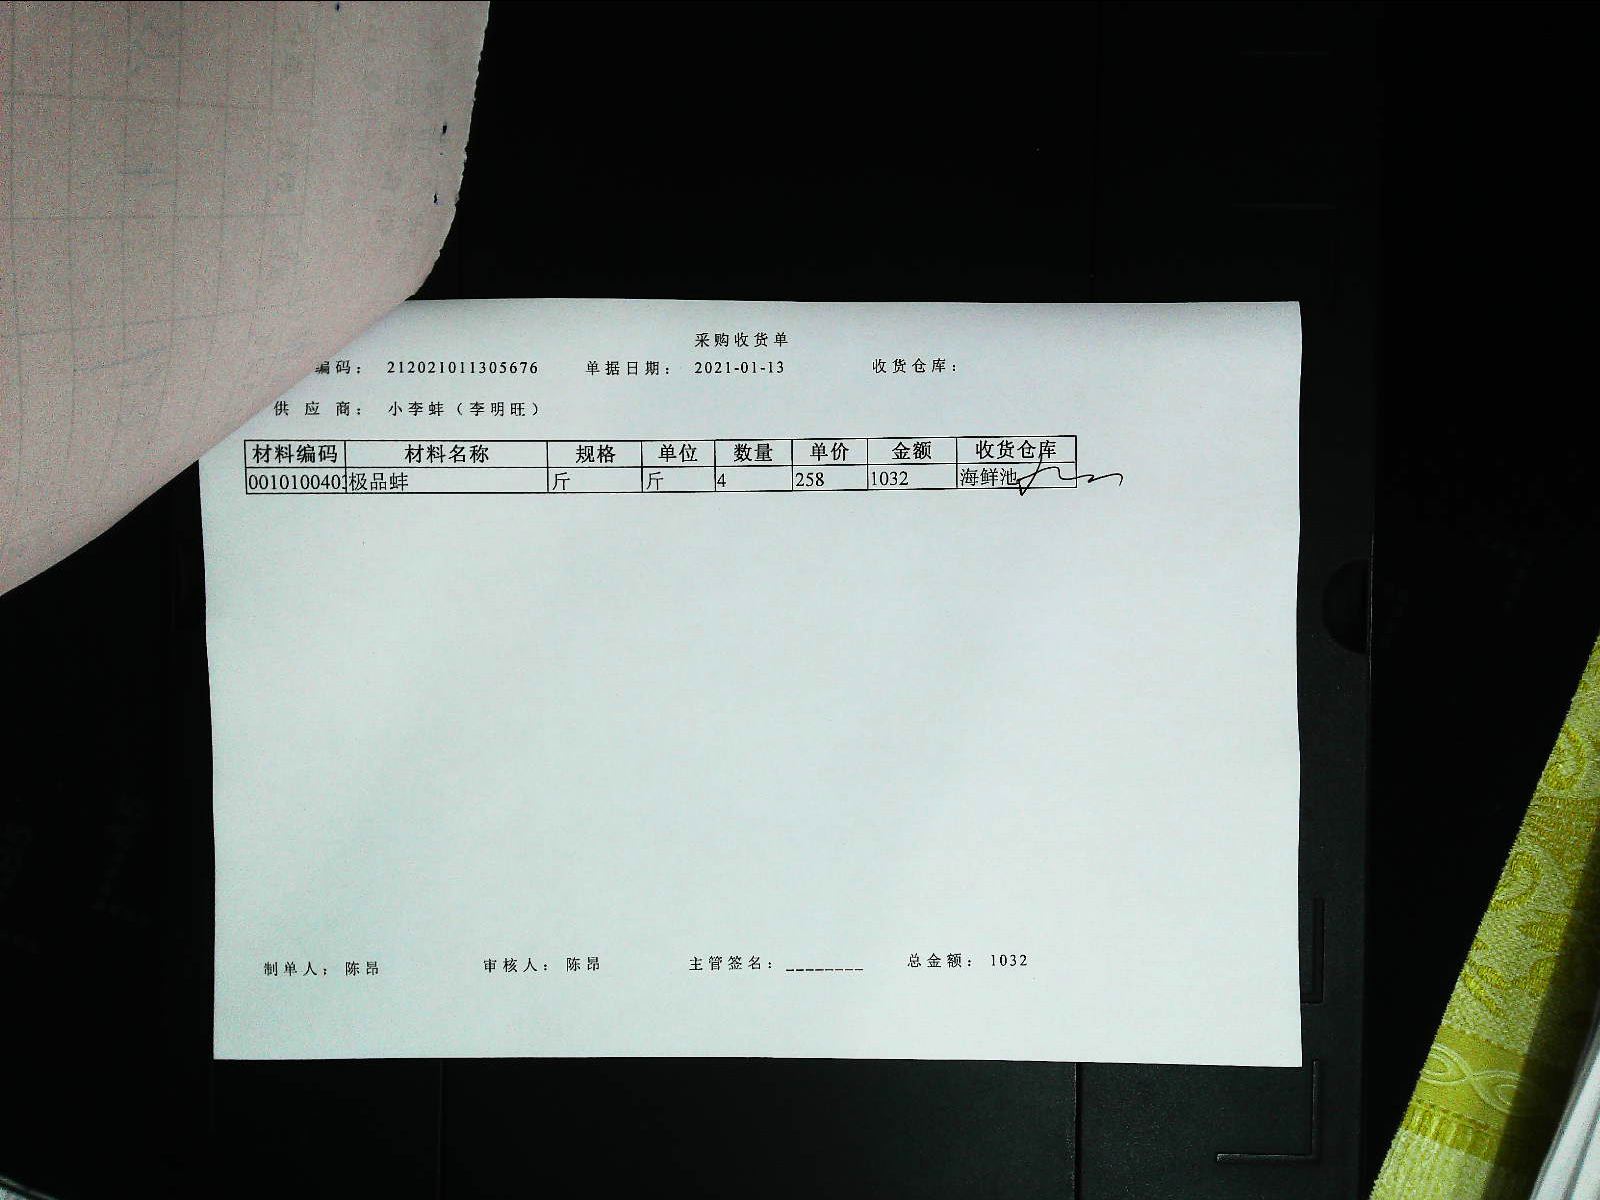 采购收货单
编码： 212021011305676 单据日期： 2021-01-13 收货仓库：
供应商： 小李蚌（李明旺）
材料编码 材料名称 规格 单位 数量 单价 金额 收货仓库
001010040 极品蚌 斤 斤 4 258 1032 海鲜池
制单人： 陈昂 审核人： 陈昂 主管签名：________ 总金额： 1032